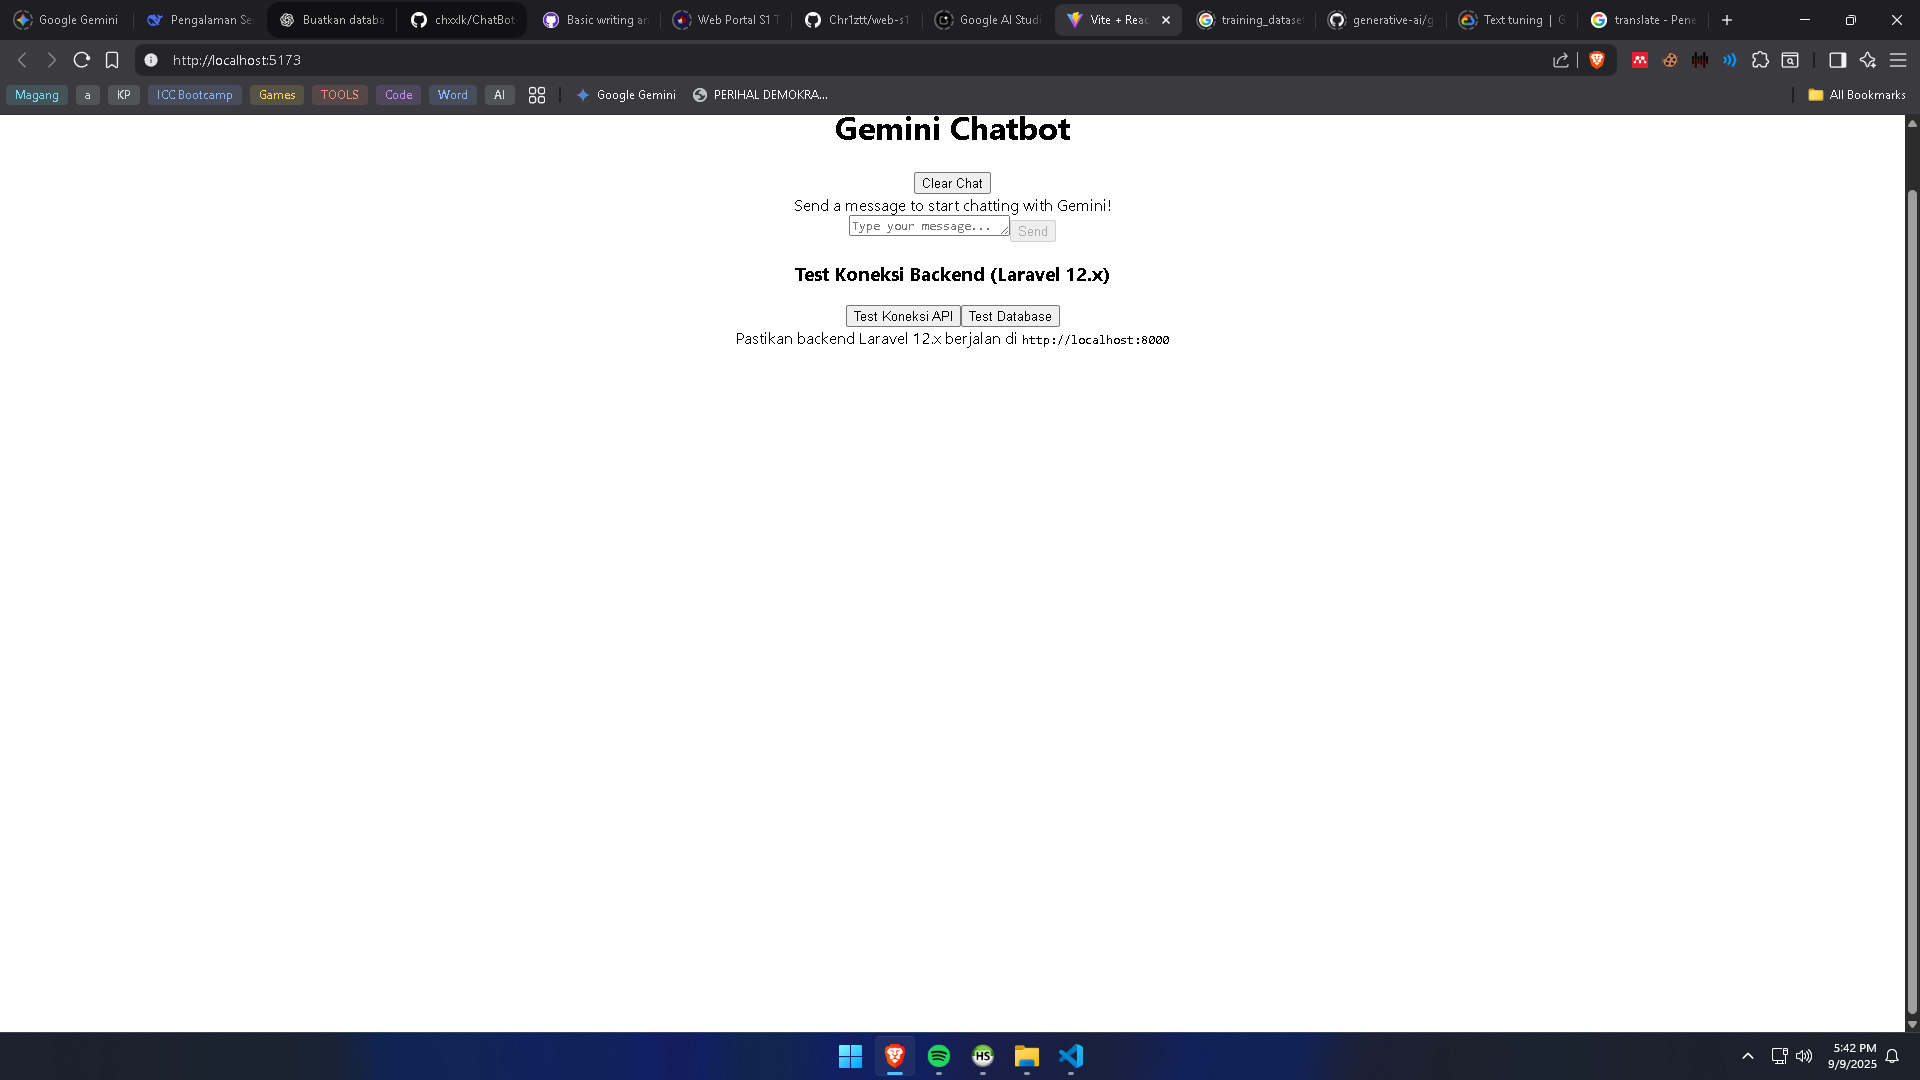 Google Gemini
Pengalaman Se
Buatkan databa
chxxlk/ChatBot
Basic writing an
Web Portal S1 T
Chr1ztt/web-s1
Google AI Studi
Vite + Reac
training_datase
generative-ai/g
Text tuning | G
translate - Pene
http://localhost:5173
Magang
a
KP
ICC Bootcamp
Games
TOOLS
Code
Word
AI
Google Gemini
PERIHAL DEMOKRA...
All Bookmarks
Gemini Chatbot
Clear Chat
Send a message to start chatting with Gemini!
Type your message...
Send
Test Koneksi Backend (Laravel 12.x)
Test Koneksi API
Test Database
Pastikan backend Laravel 12.x berjalan di http://localhost:8000
HS
5:42 PM
9/9/2025